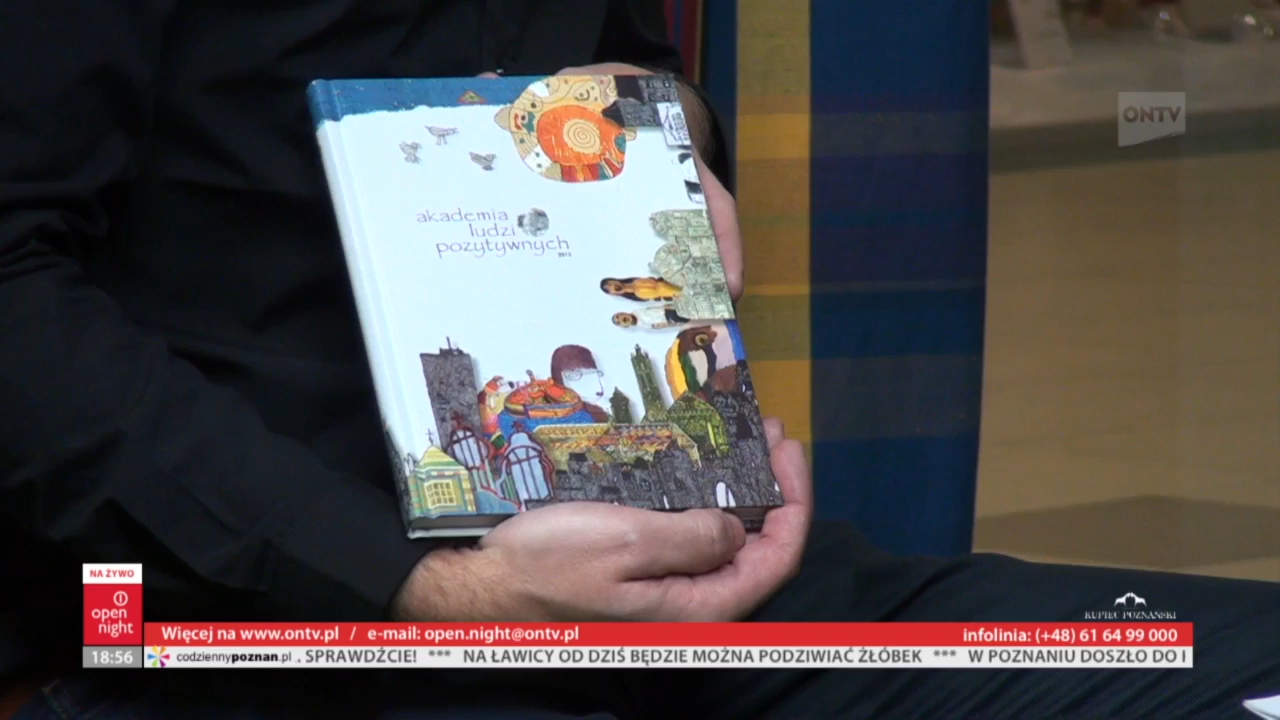 ONTV
akademia
ludzi
pozytywnych
NA ŻYWO
open
night
KUPIEC POZNAŃSKI
Więcej na www.ontv.pl / e-mail: open.night@ontv.pl
infolinia: (+48) 61 64 99 000
18:56
codziennypoznan.pl
. SPRAWDŹCIE! *** NA ŁAWICY OD DZIŚ BĘDZIE MOŻNA PODZIWIAĆ ŻŁÓBEK *** W POZNANIU DOSZŁO DO